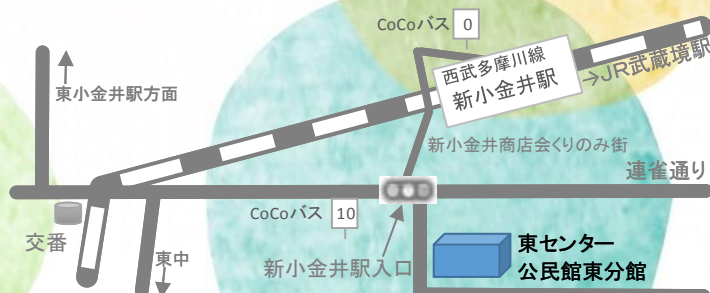 CoCoバス 0
西武多摩川線
新小金井駅
→JR武蔵境駅
東小金井駅方面
新小金井商店会くりのみ街
連雀通り
CoCoバス 10
交番
東中
新小金井駅入口
東センター
公民館東分館